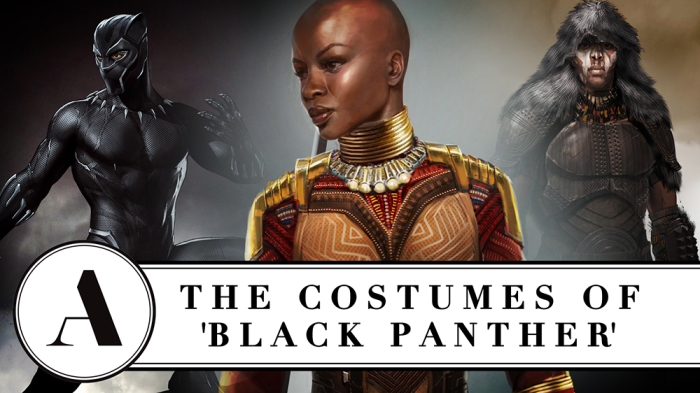 A
THE COSTUMES OF
'BLACK PANTHER'